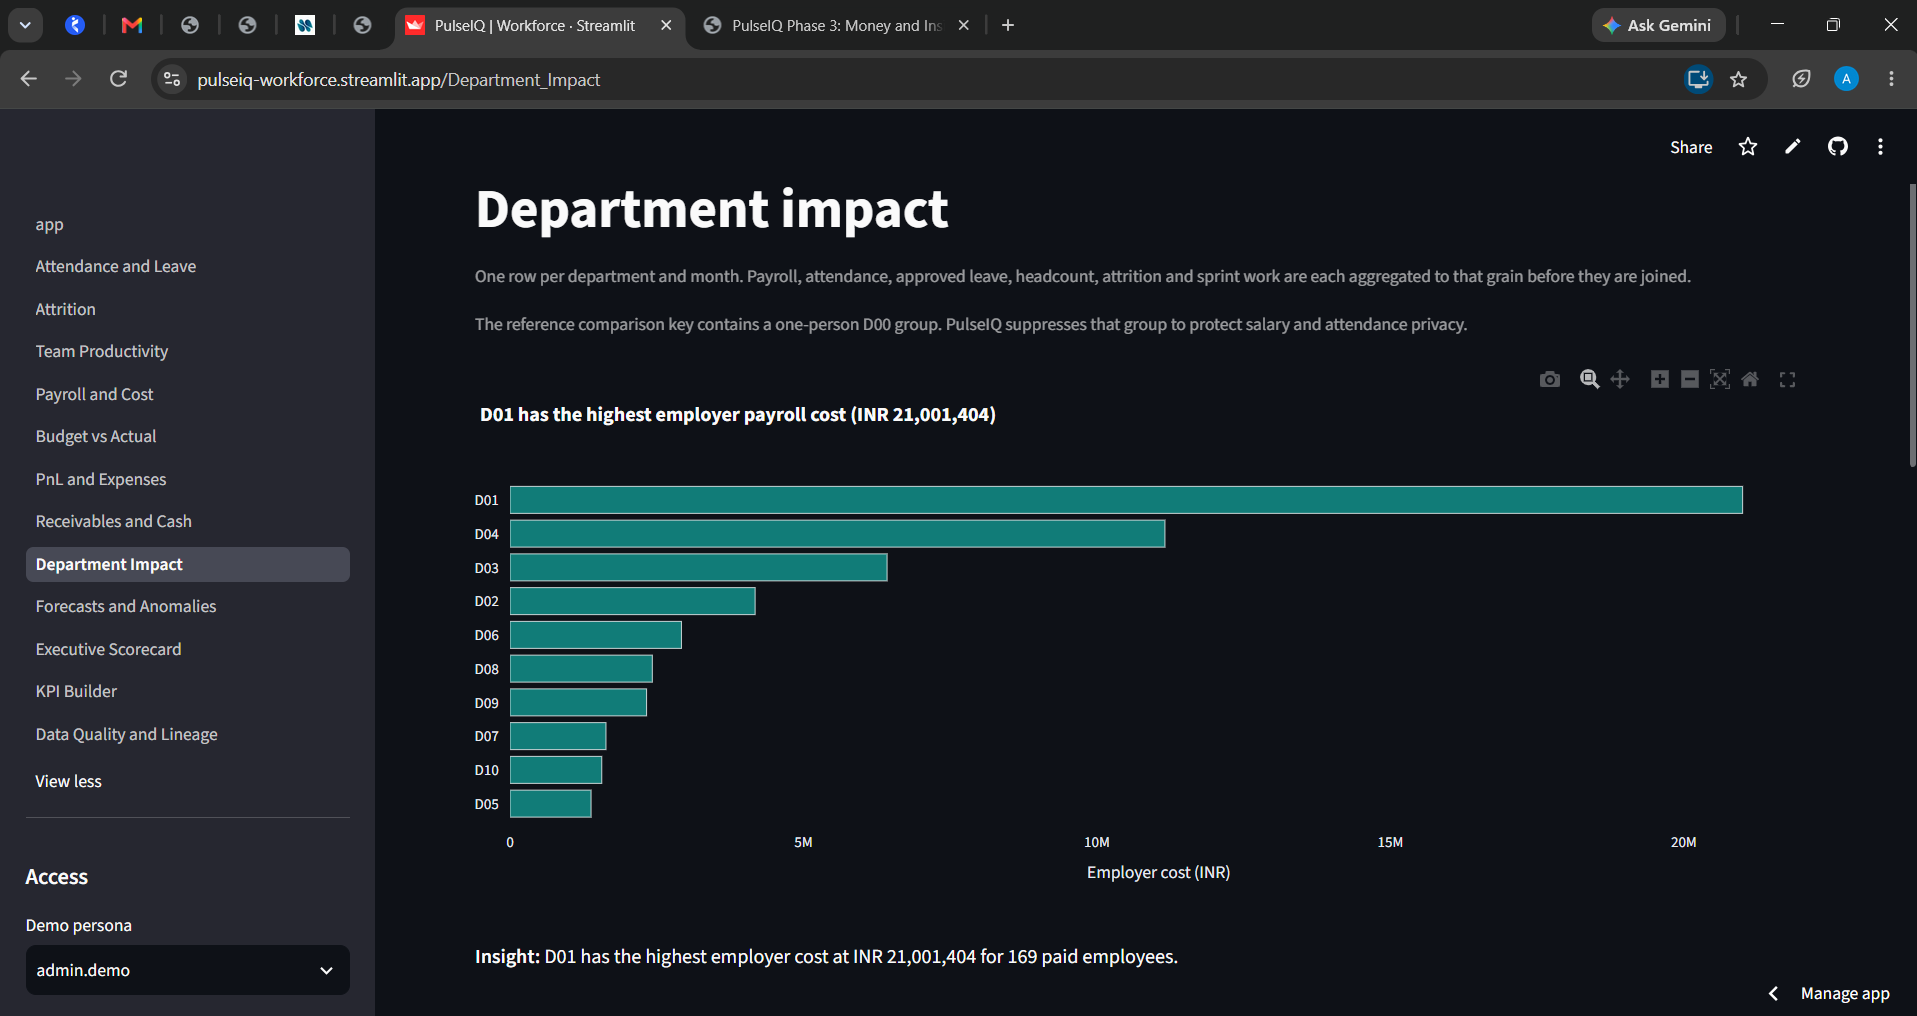 PulseIQ | Workforce · Streamlit
PulseIQ Phase 3: Money and Ins
Ask Gemini
pulseiq-workforce.streamlit.app/Department_Impact
A
Share
app
Attendance and Leave
Attrition
Team Productivity
Payroll and Cost
Budget vs Actual
PnL and Expenses
Receivables and Cash
Department Impact
Forecasts and Anomalies
Executive Scorecard
KPI Builder
Data Quality and Lineage
View less
Access
Demo persona
admin.demo
Department impact
One row per department and month. Payroll, attendance, approved leave, headcount, attrition and sprint work are each aggregated to that grain before they are joined.
The reference comparison key contains a one-person D00 group. PulseIQ suppresses that group to protect salary and attendance privacy.
D01 has the highest employer payroll cost (INR 21,001,404)
D01
D04
D03
D02
D06
D08
D09
D07
D10
D05
0 5M 10M 15M 20M
Employer cost (INR)
Insight: D01 has the highest employer cost at INR 21,001,404 for 169 paid employees.
Manage app